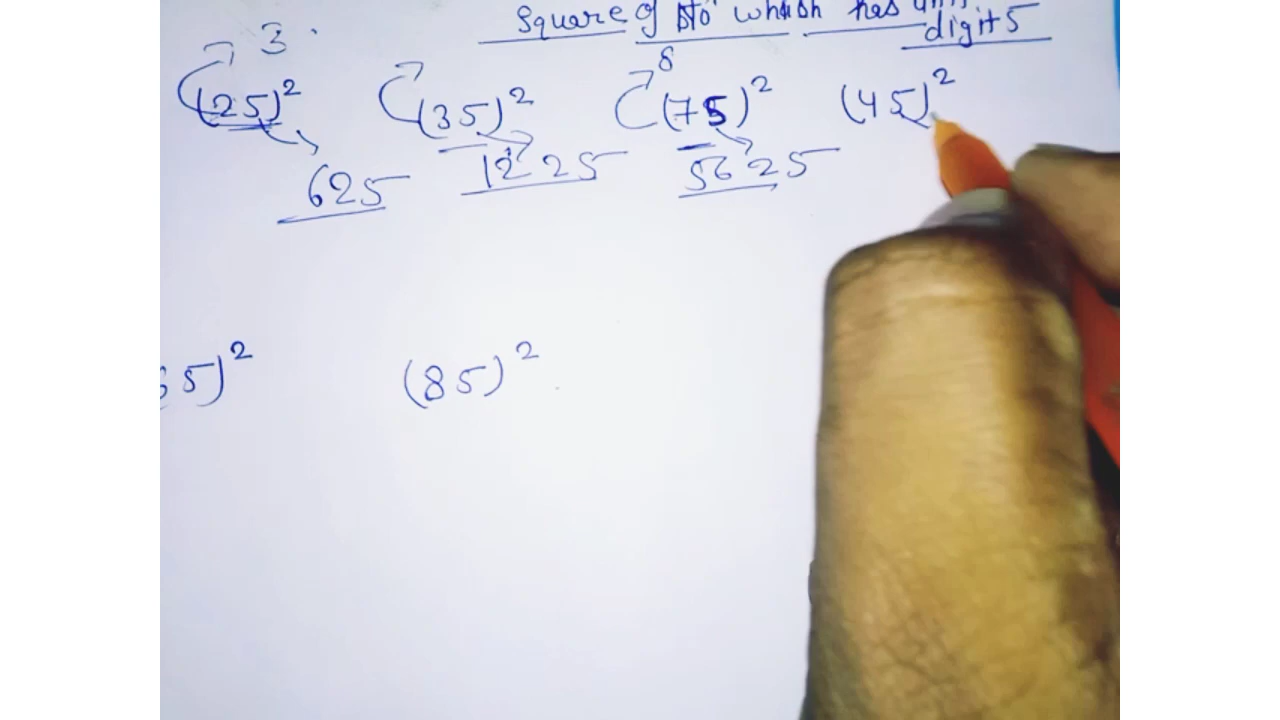 Square of No which has
digit 5
3.
8
(25)² (35)² (75)² (45)²
625 1225 5625
5)² (85)²